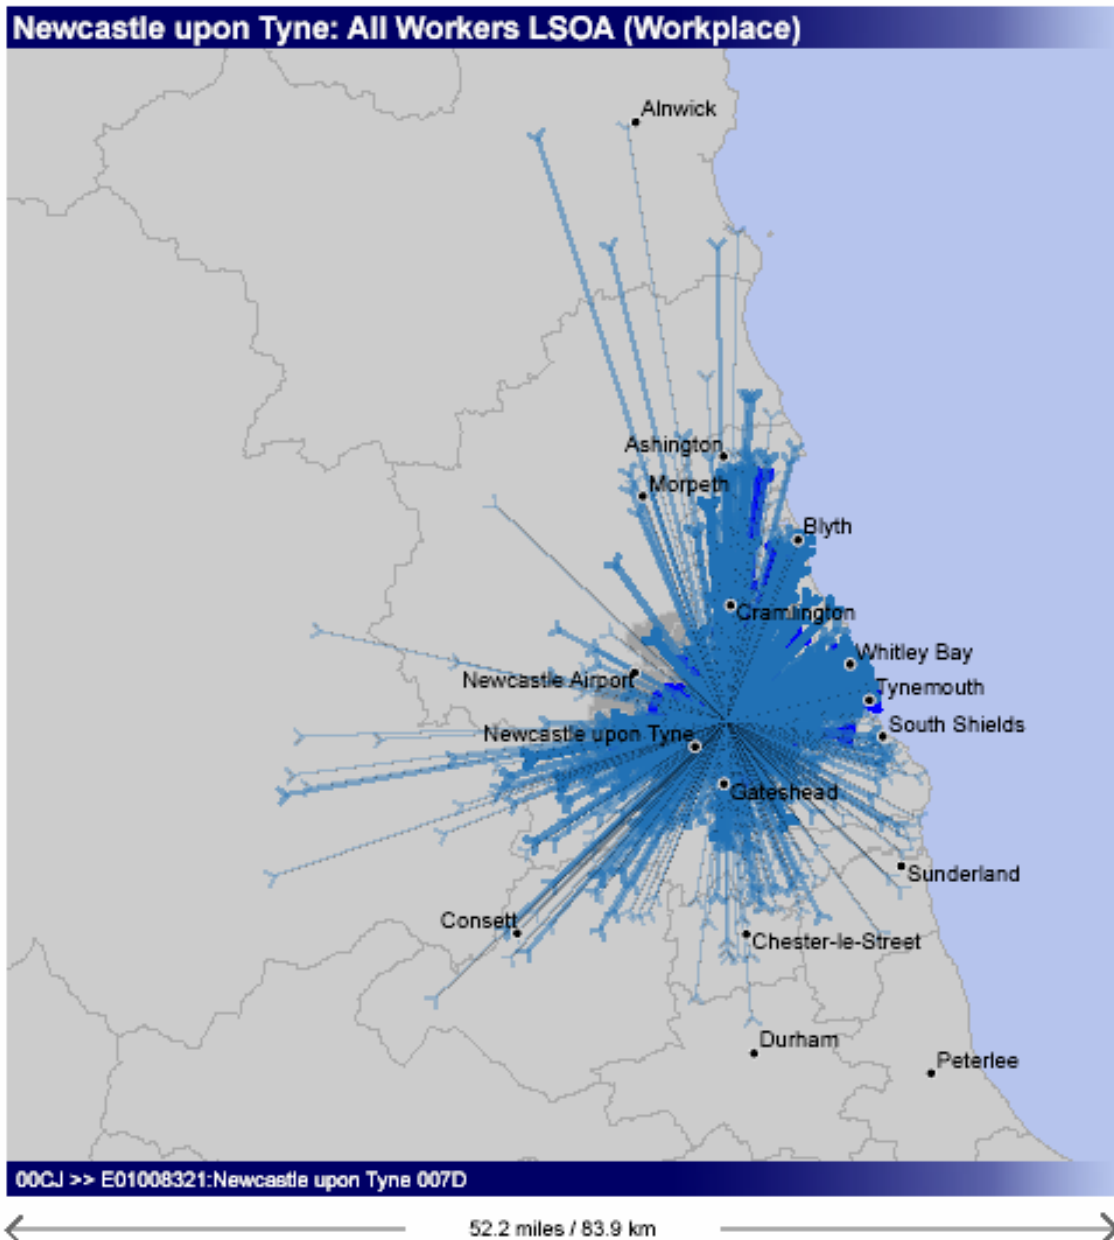 Newcastle upon Tyne: All Workers LSOA (Workplace)
Alnwick
Ashington
Morpeth
Blyth
Cramlington
Whitley Bay
Newcastle Airport
Tynemouth
South Shields
Newcastle upon Tyne
Gateshead
Sunderland
Consett
Chester-le-Street
Durham
Peterlee
00CJ >> E01008321:Newcastle upon Tyne 007D
52.2 miles / 83.9 km